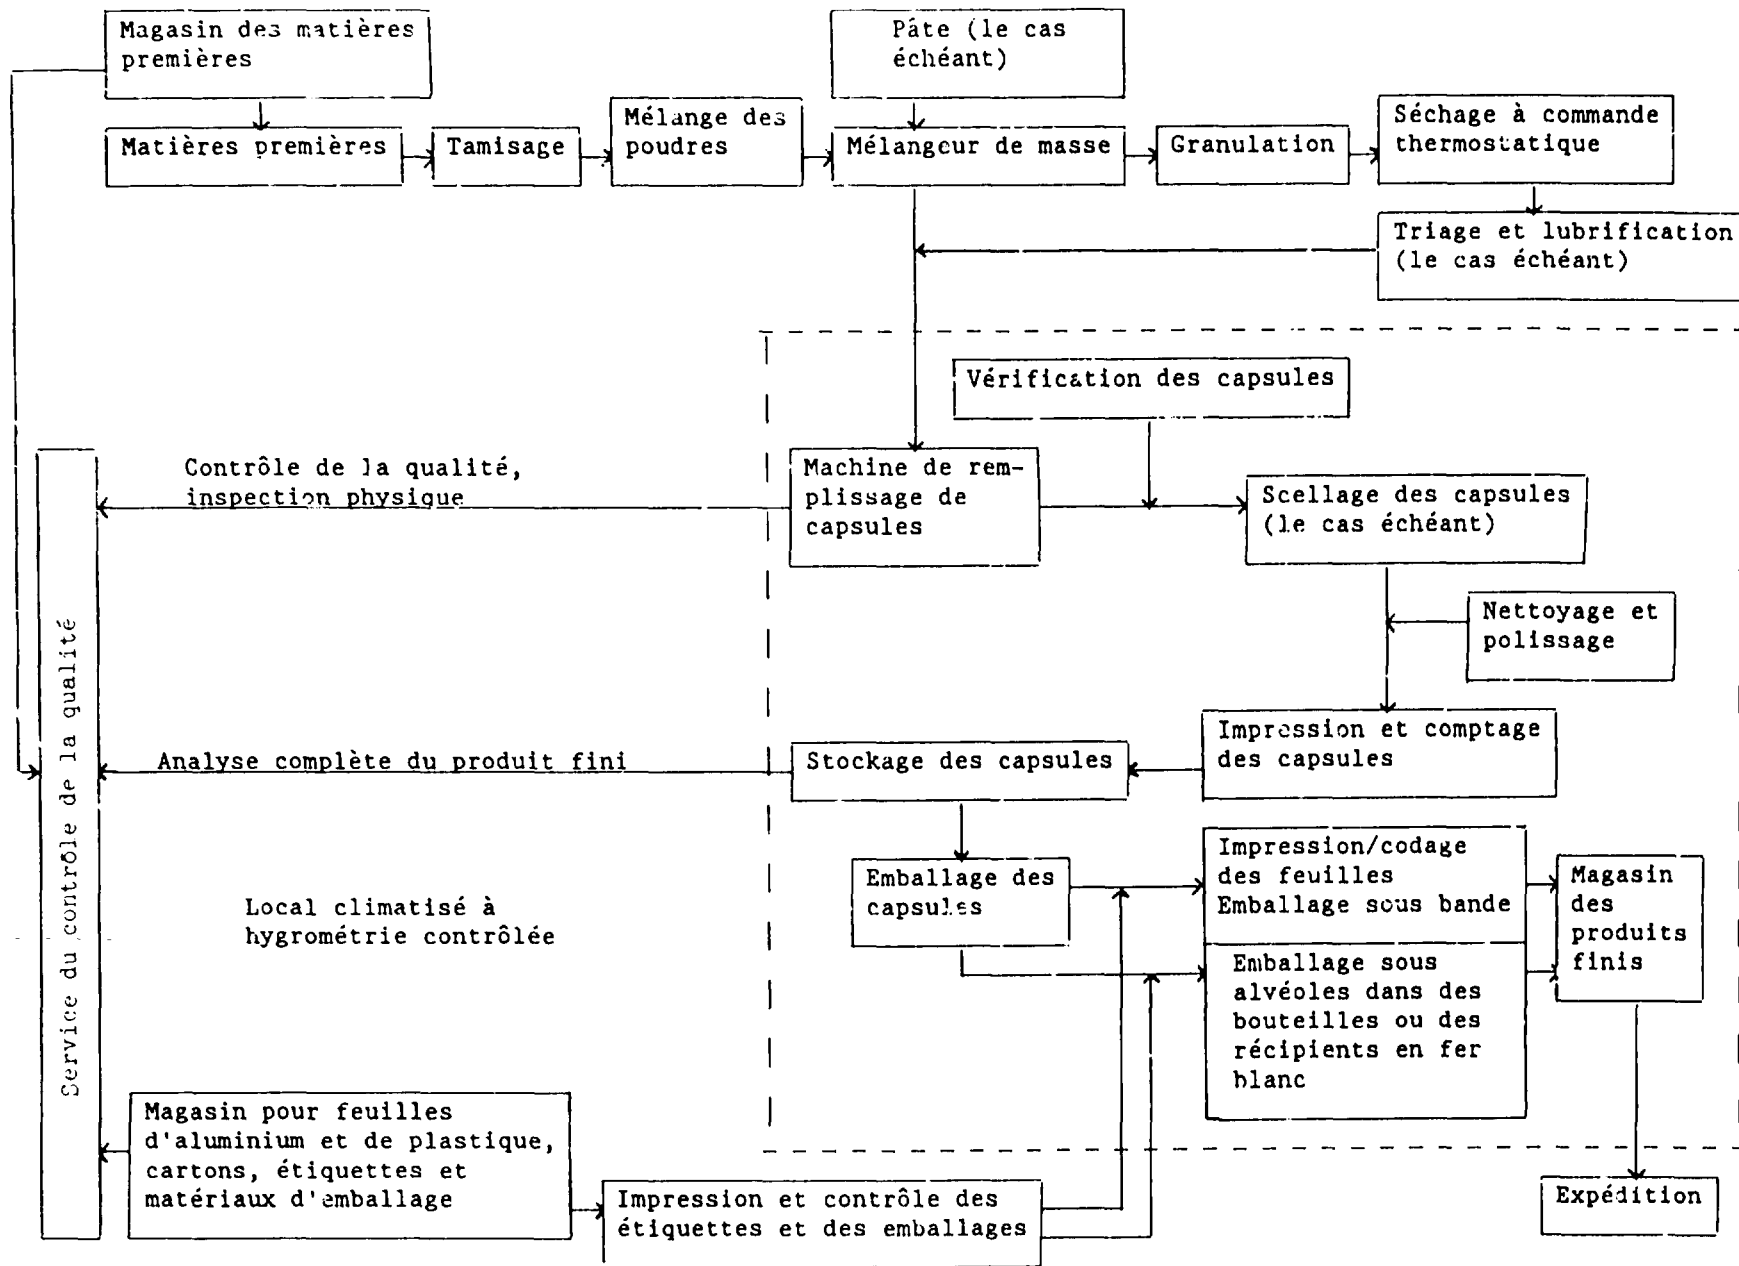 Magasin des matières
premières
Pâte (le cas
échéant)
Matières premières
Tamisage
Mélange des
poudres
Mélangeur de masse
Granulation
Séchage à commande
thermostatique
Triage et lubrification
(le cas échéant)
Vérification des capsules
Contrôle de la qualité,
inspection physique
Machine de rem-
plissage de
capsules
Scellage des capsules
(le cas échéant)
Nettoyage et
polissage
Service du contrôle de la qualité
Analyse complète du produit fini
Stockage des capsules
Impression et comptage
des capsules
Emballage des
capsules
Impression/codage
des feuilles
Emballage sous bande
Magasin
des
produits
finis
Local climatisé à
hygrométrie contrôlée
Emballage sous
alvéoles dans des
bouteilles ou des
récipients en fer
blanc
Magasin pour feuilles
d'aluminium et de plastique,
cartons, étiquettes et
matériaux d'emballage
Impression et contrôle des
étiquettes et des emballages
Expédition